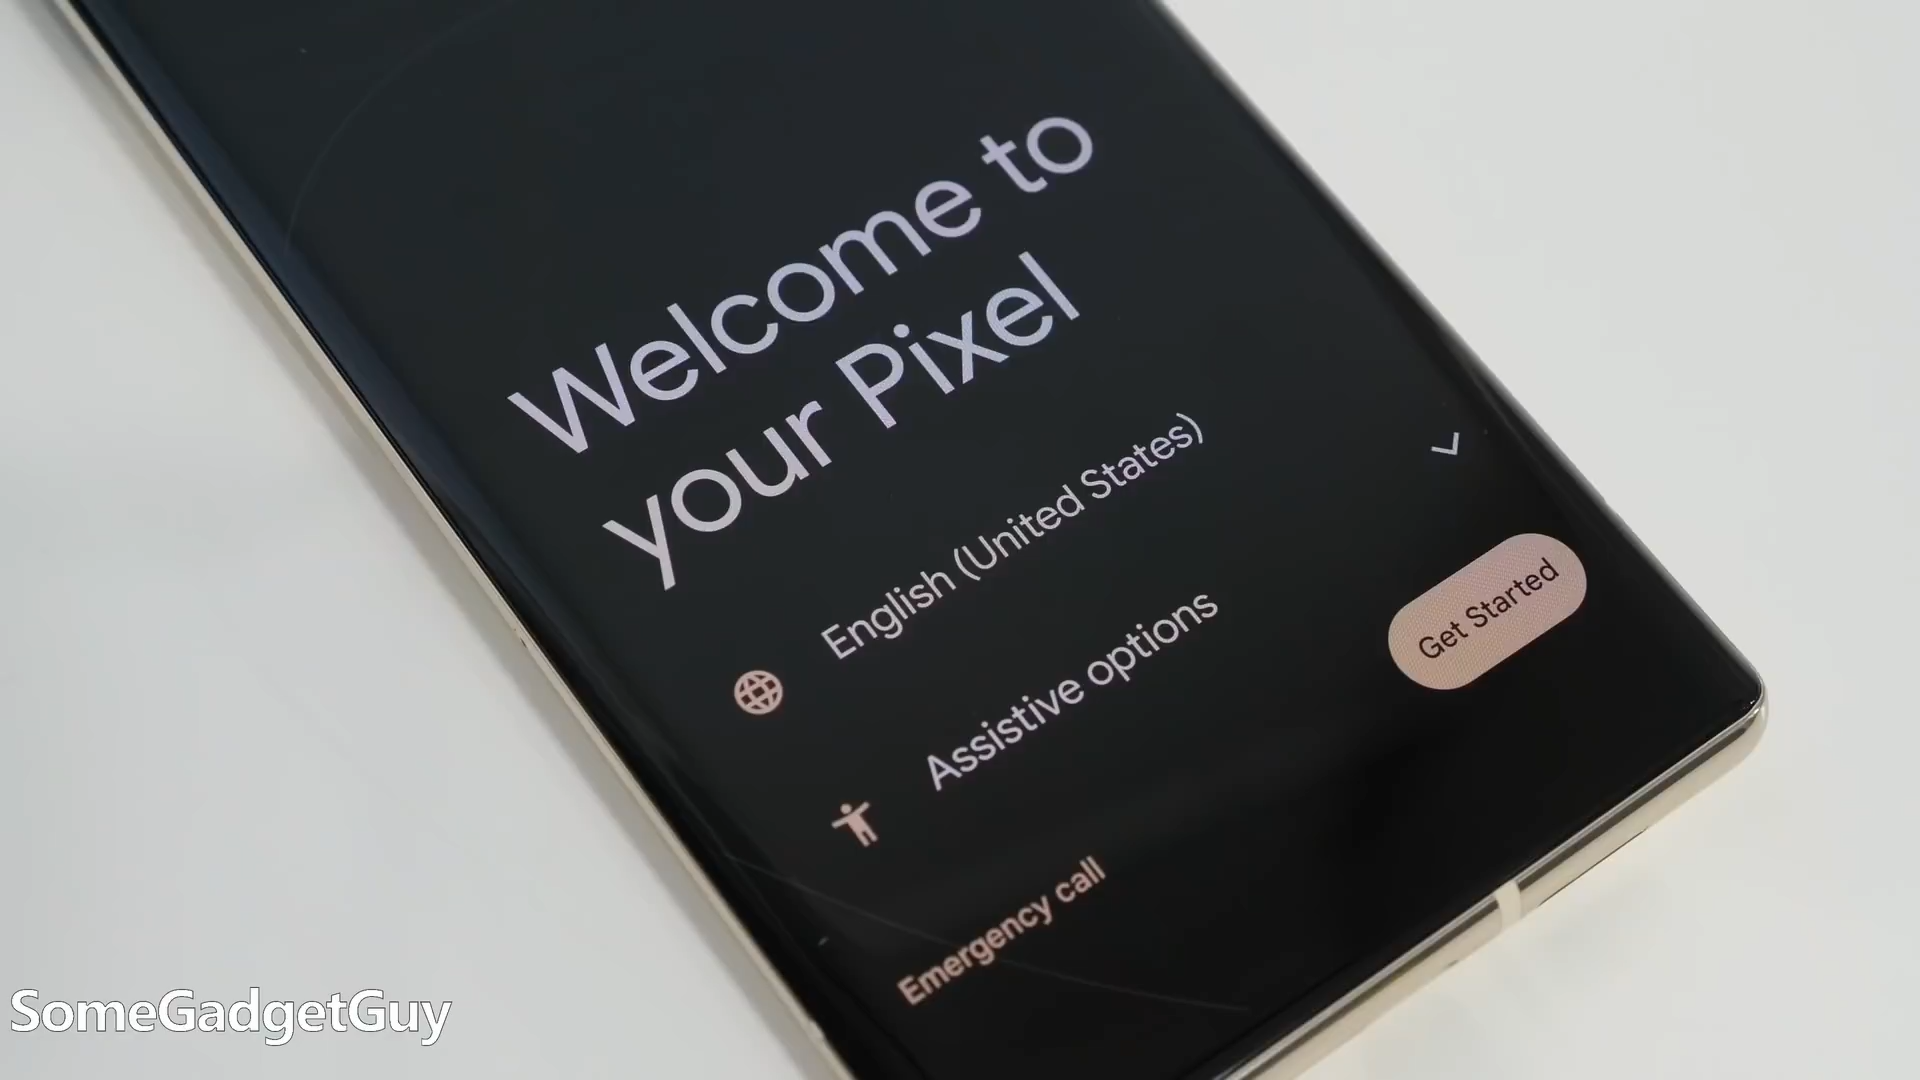 Welcome to
your Pixel
English (United States)
Assistive options
Get Started
Emergency call
SomeGadgetGuy